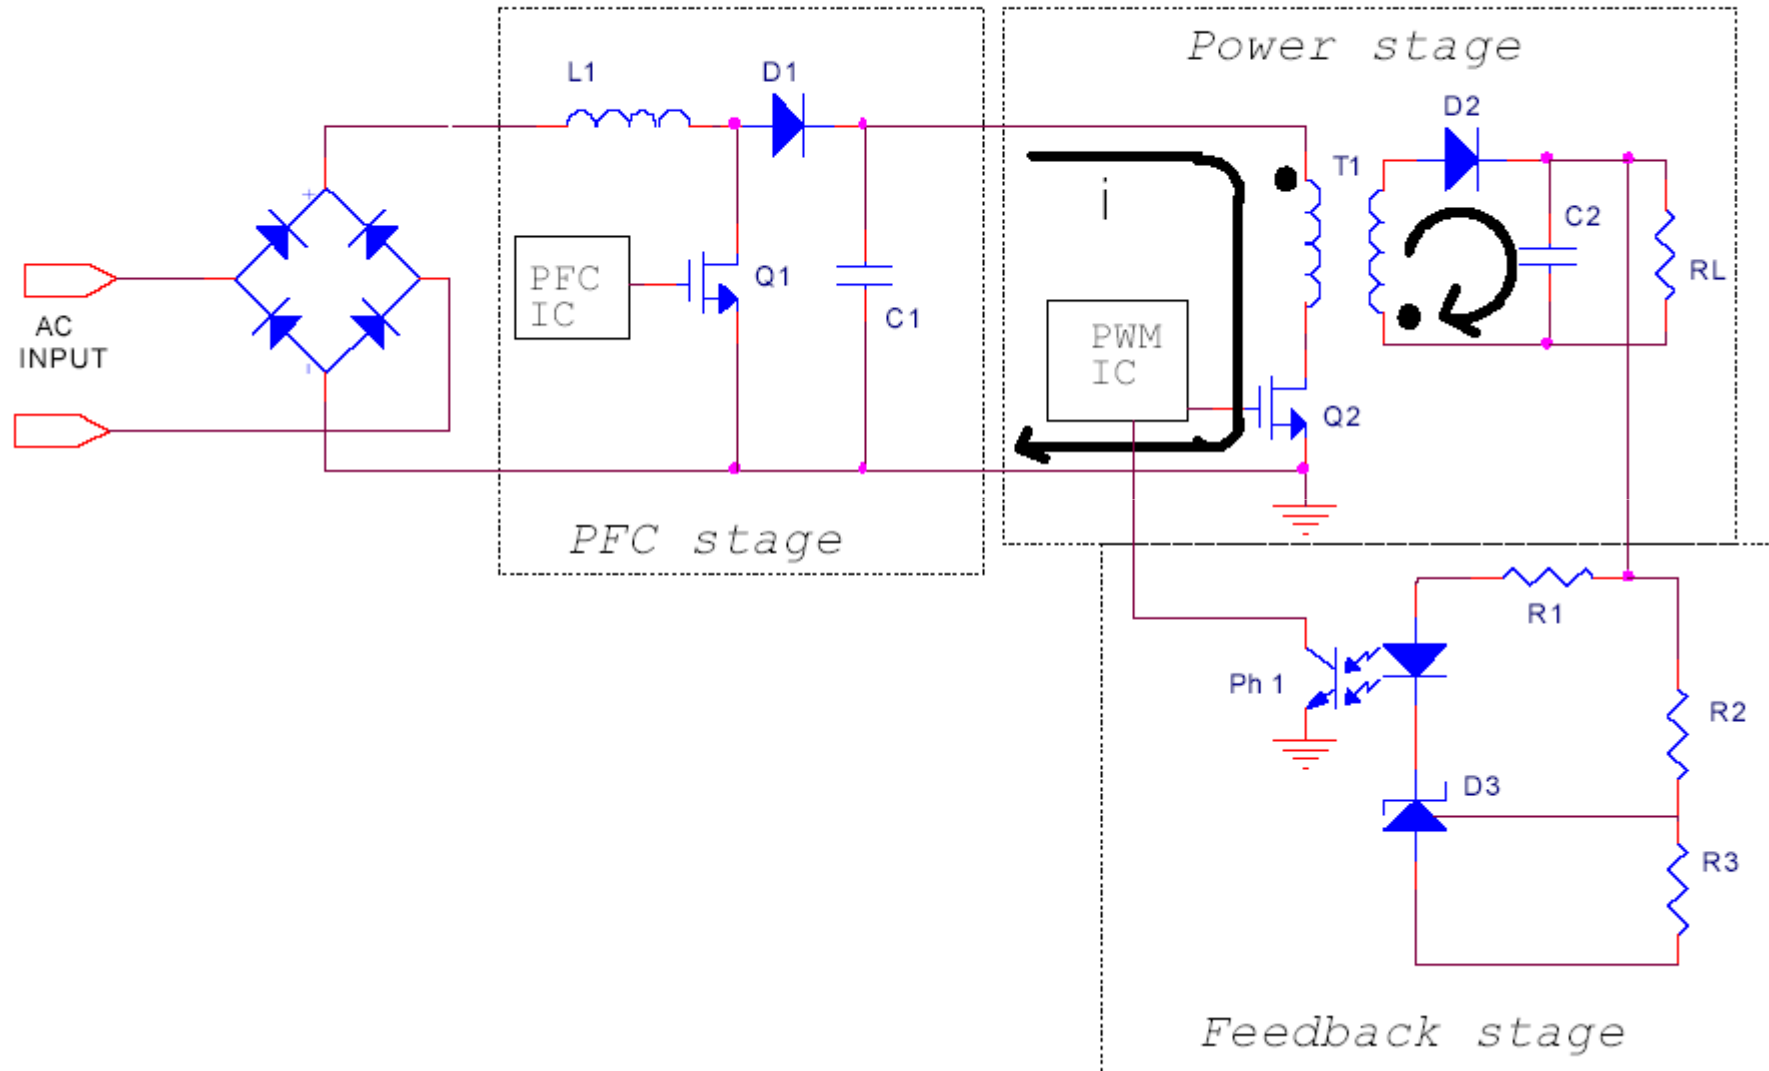 Power stage
L1
D1
D2
T1
i
C2
RL
PFC
IC
Q1
C1
AC
INPUT
PWM
IC
Q2
PFC stage
R1
Ph 1
R2
D3
R3
Feedback stage
+
-